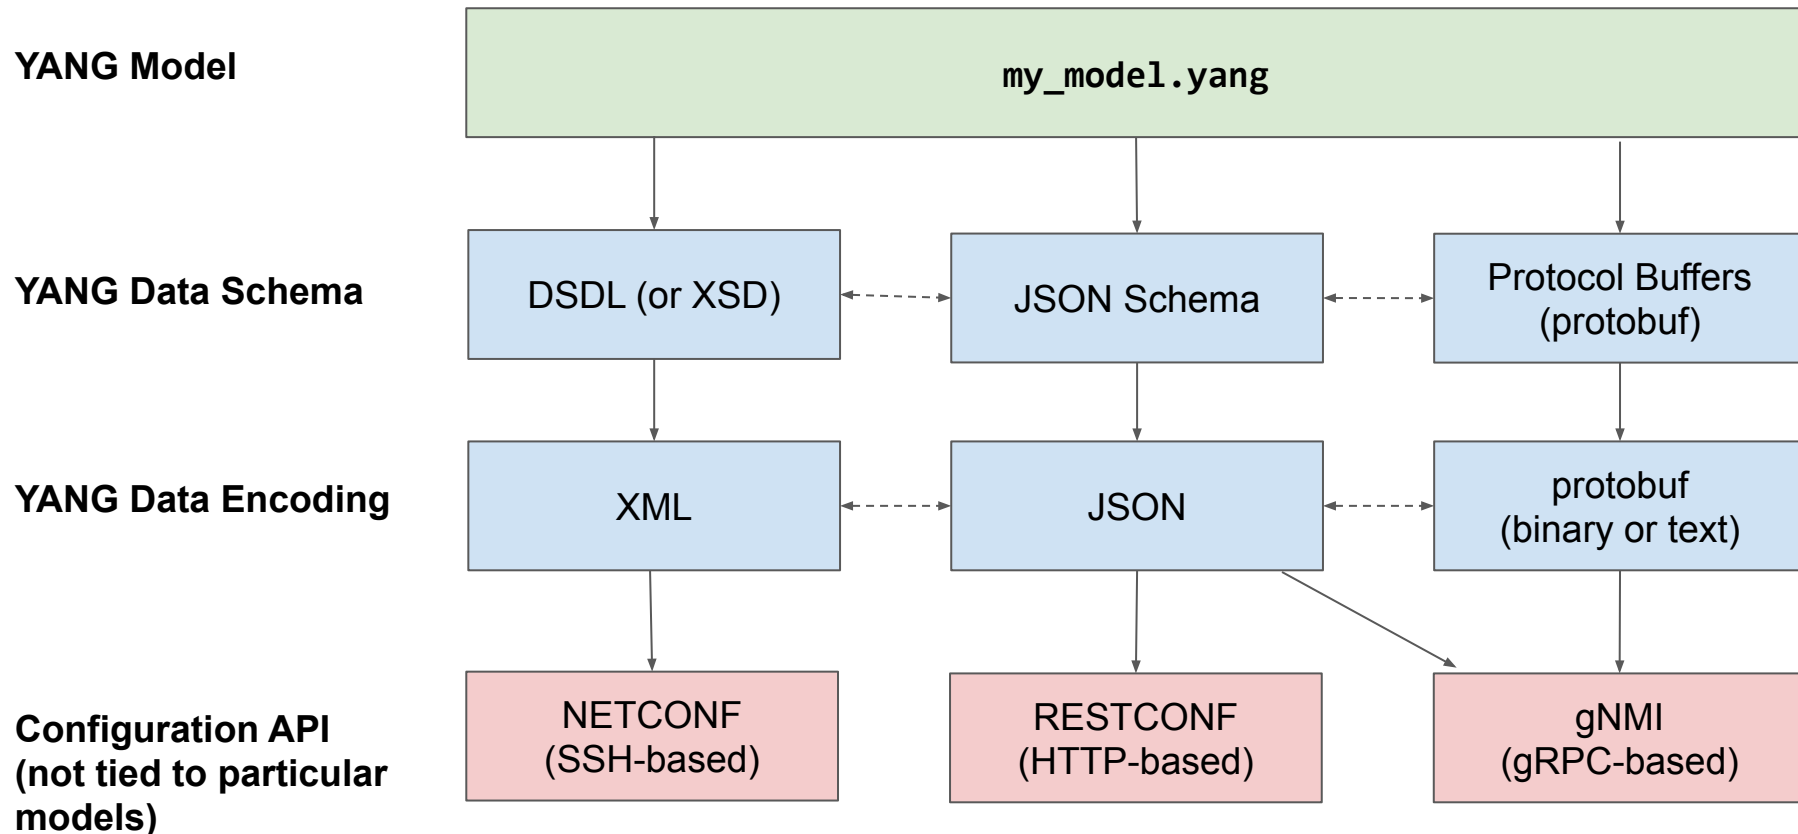 YANG Model
my_model.yang
YANG Data Schema
DSDL (or XSD)
JSON Schema
Protocol Buffers
(protobuf)
YANG Data Encoding
XML
JSON
protobuf
(binary or text)
Configuration API
(not tied to particular
models)
NETCONF
(SSH-based)
RESTCONF
(HTTP-based)
gNMI
(gRPC-based)